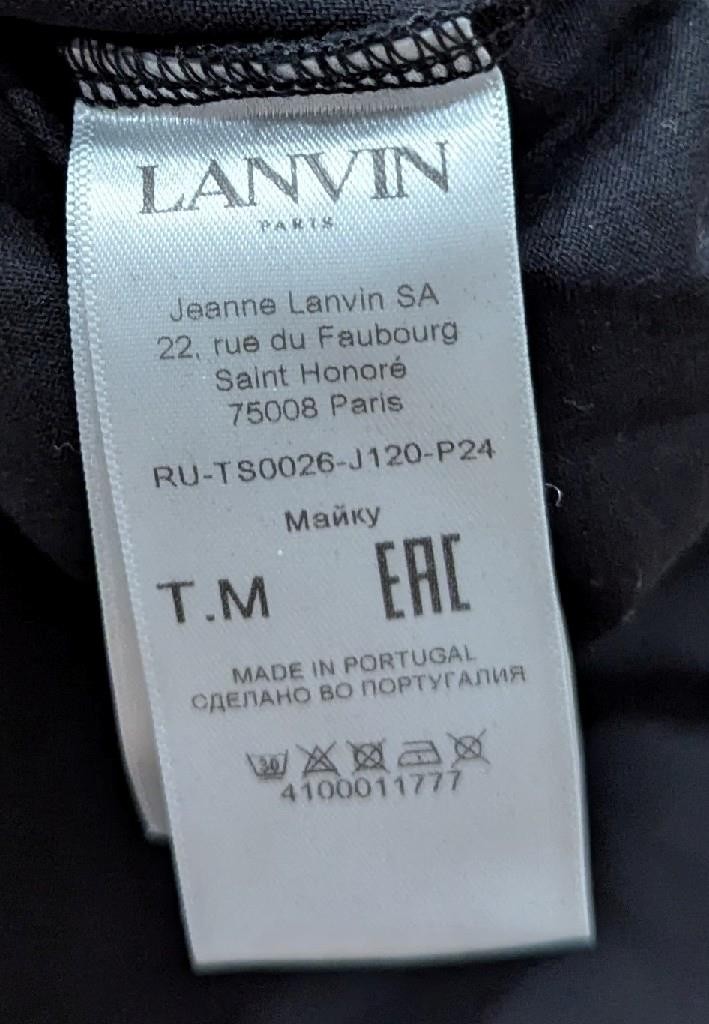 LANVIN
PARIS
Jeanne Lanvin SA
22, rue du Faubourg
Saint Honoré
75008 Paris
RU-TS0026-J120-P24
Майку
T.M EAC
MADE IN PORTUGAL
СДЕЛАНО ВО ПОРТУГАЛИЯ
30
4100011777